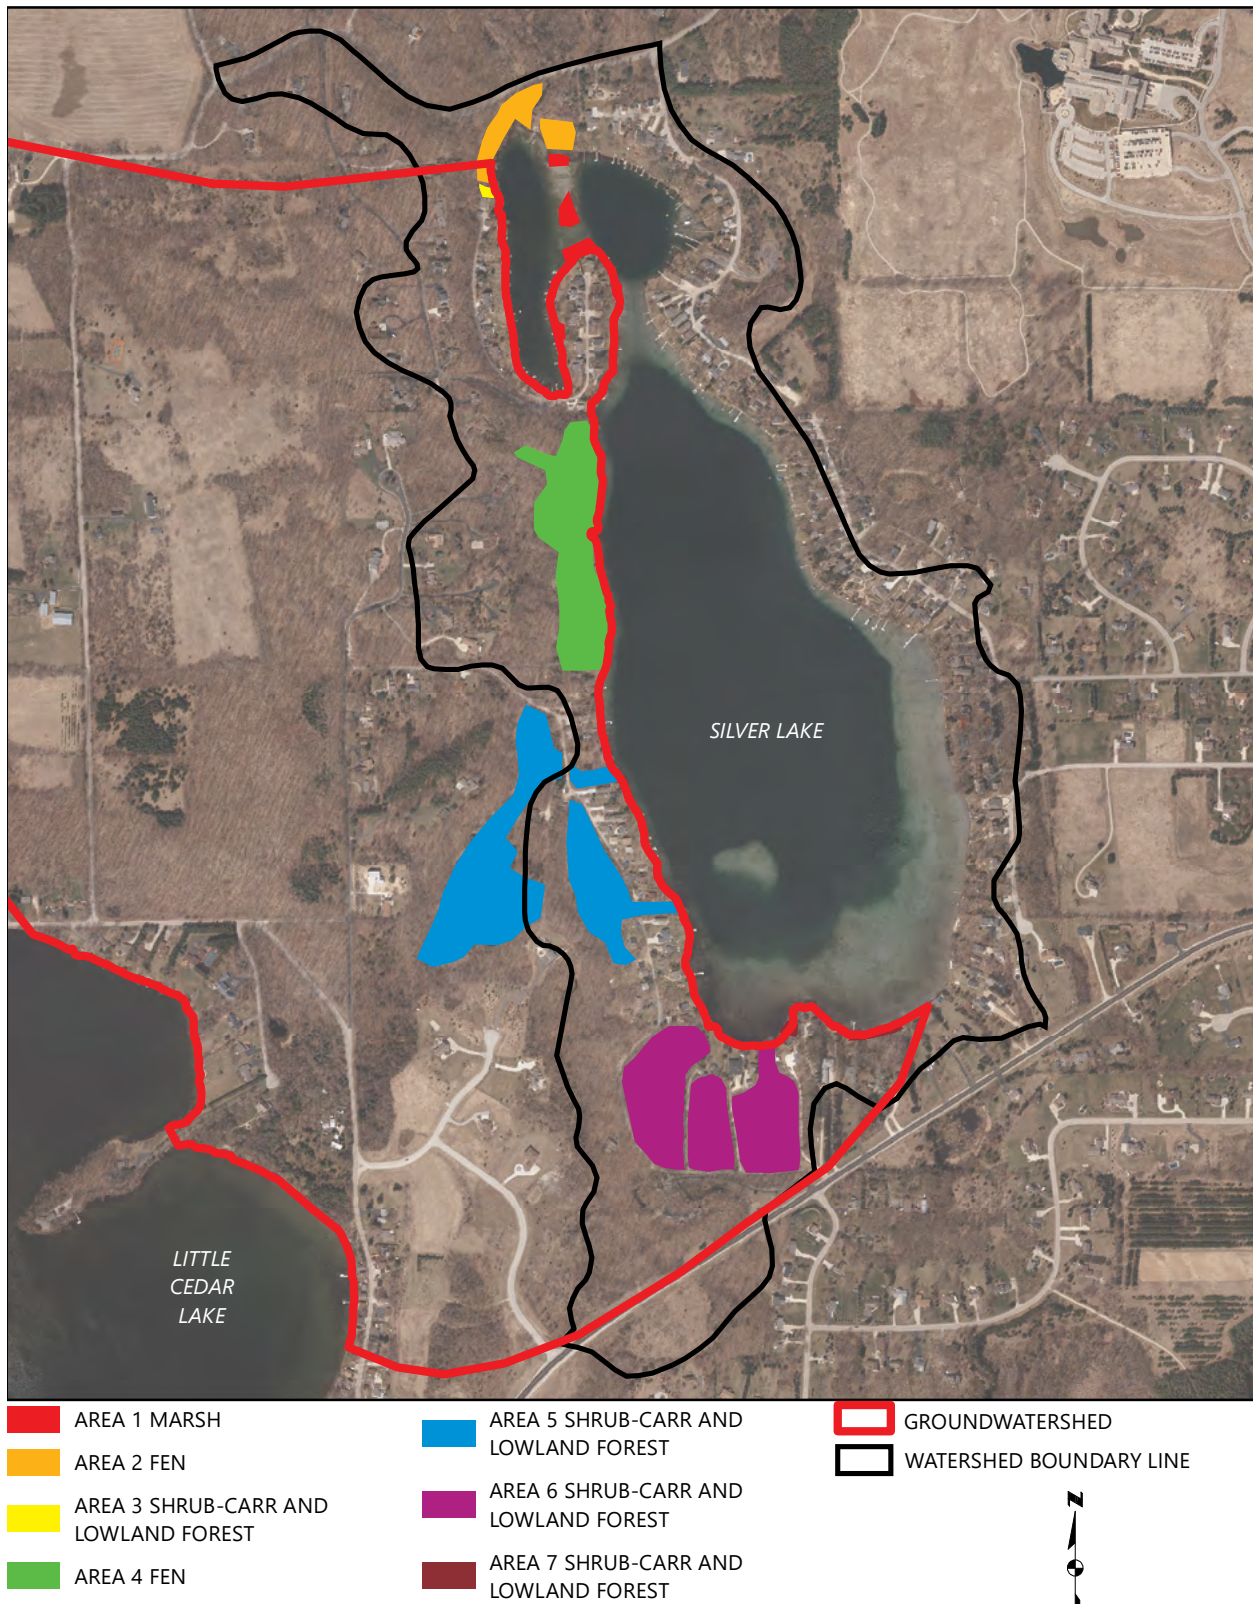 SILVER LAKE
LITTLE
CEDAR
LAKE
AREA 1 MARSH
AREA 2 FEN
AREA 3 SHRUB-CARR AND
LOWLAND FOREST
AREA 4 FEN
AREA 5 SHRUB-CARR AND
LOWLAND FOREST
AREA 6 SHRUB-CARR AND
LOWLAND FOREST
AREA 7 SHRUB-CARR AND
LOWLAND FOREST
GROUNDWATERSHED
WATERSHED BOUNDARY LINE
N